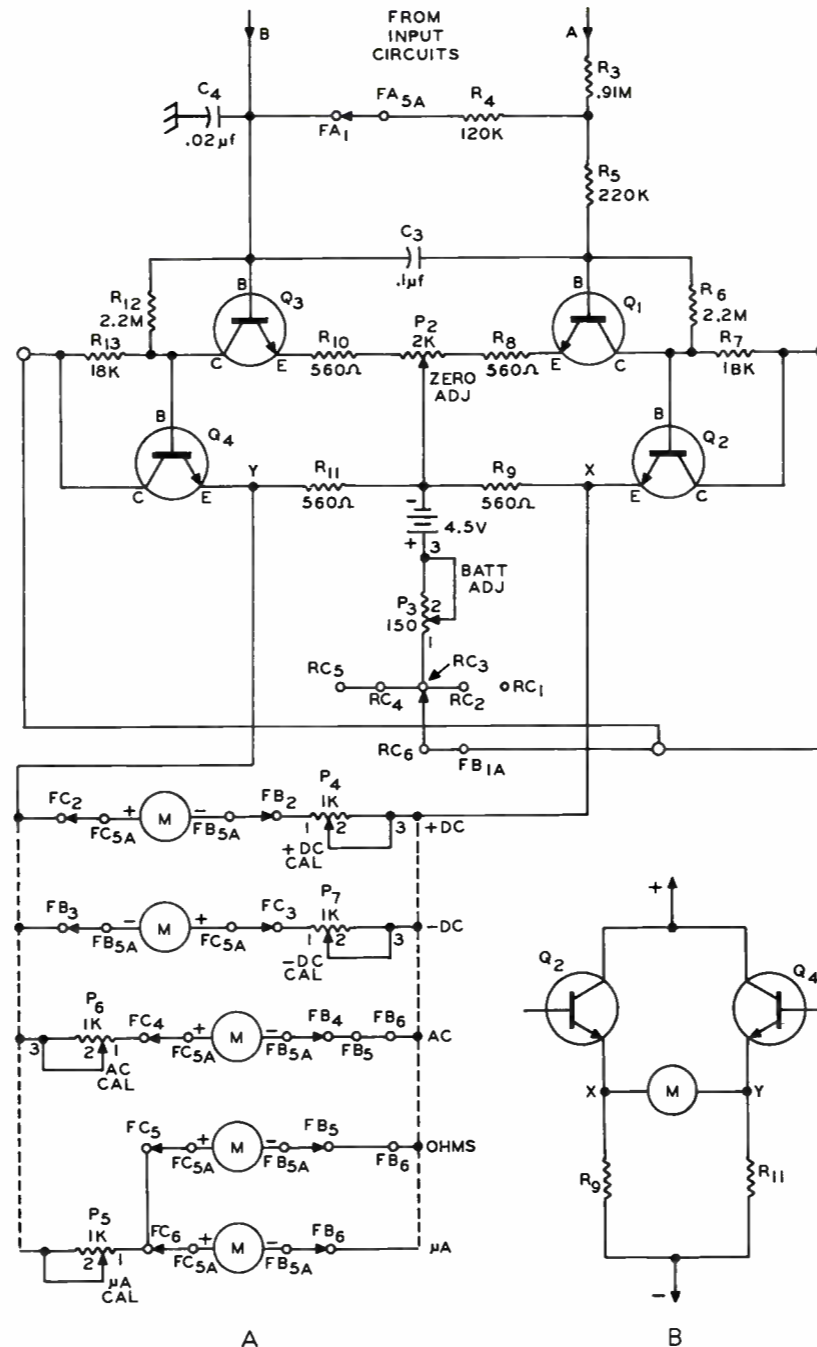 FROM
INPUT
CIRCUITS
B
A
C4
.02µf
FA1
FA5A
R4
120K
R3
.91M
R5
220K
C3
.1µf
R12
2.2M
B
Q3
B
Q1
R6
2.2M
R13
18K
C
E
R10
560Ω
P2
2K
R8
560Ω
E
C
R7
18K
ZERO
ADJ
B
Q4
C
E
Y
R11
560Ω
R9
560Ω
X
B
Q2
E
C
-
4.5V
+
3
BATT
ADJ
P3
150
2
1
RC5
RC4
RC3
RC2
RC1
RC6
FB1A
FC2
FC5A
+
M
-
FB5A
FB2
P4
1K
1
2
3
+DC
+DC
CAL
FB3
FB5A
-
M
+
FC5A
FC3
P7
1K
1
2
3
-DC
-DC
CAL
P6
1K
3
2
1
AC
CAL
FC4
FC5A
+
M
-
FB5A
FB4
FB5
FB6
AC
FC5
FC5A
+
M
-
FB5A
FB5
FB6
OHMS
P5
1K
2
1
µA
CAL
FC6
FC5A
+
M
-
FB5A
FB6
µA
A
+
Q2
Q4
X
M
Y
R9
R11
-
B